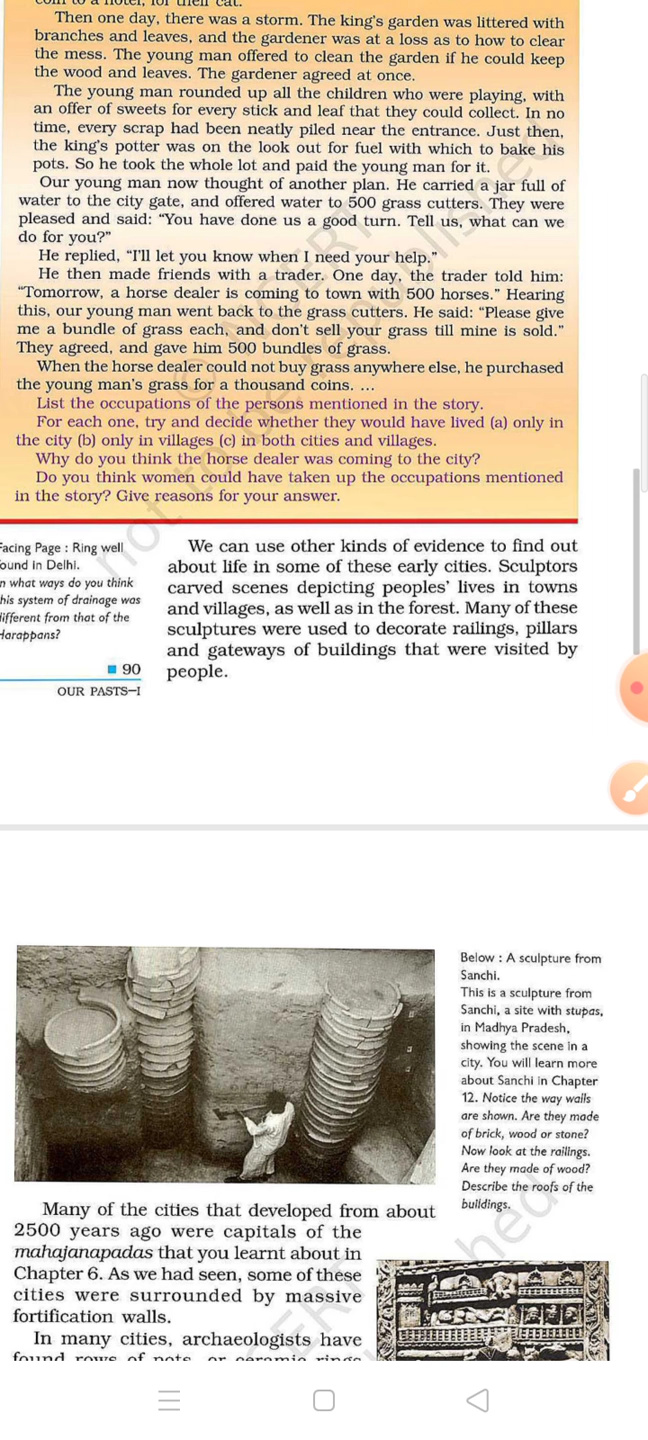 Then one day, there was a storm. The king's garden was littered with
branches and leaves, and the gardener was at a loss as to how to clear
the mess. The young man offered to clean the garden if he could keep
the wood and leaves. The gardener agreed at once.
The young man rounded up all the children who were playing, with
an offer of sweets for every stick and leaf that they could collect. In no
time, every scrap had been neatly piled near the entrance. Just then,
the king's potter was on the look out for fuel with which to bake his
pots. So he took the whole lot and paid the young man for it.
Our young man now thought of another plan. He carried a jar full of
water to the city gate, and offered water to 500 grass cutters. They were
pleased and said: “You have done us a good turn. Tell us, what can we
do for you?”
He replied, “I'll let you know when I need your help.”
He then made friends with a trader. One day, the trader told him:
“Tomorrow, a horse dealer is coming to town with 500 horses.” Hearing
this, our young man went back to the grass cutters. He said: “Please give
me a bundle of grass each, and don't sell your grass till mine is sold.”
They agreed, and gave him 500 bundles of grass.
When the horse dealer could not buy grass anywhere else, he purchased
the young man's grass for a thousand coins. ...
List the occupations of the persons mentioned in the story.
For each one, try and decide whether they would have lived (a) only in
the city (b) only in villages (c) in both cities and villages.
Why do you think the horse dealer was coming to the city?
Do you think women could have taken up the occupations mentioned
in the story? Give reasons for your answer.
© NCERT
not to be republished
acing Page : Ring well
ound in Delhi.
n what ways do you think
his system of drainage was
ifferent from that of the
Harappans?
90
OUR PASTS–I
We can use other kinds of evidence to find out
about life in some of these early cities. Sculptors
carved scenes depicting peoples' lives in towns
and villages, as well as in the forest. Many of these
sculptures were used to decorate railings, pillars
and gateways of buildings that were visited by
people.
Below : A sculpture from
Sanchi.
This is a sculpture from
Sanchi, a site with stupas,
in Madhya Pradesh,
showing the scene in a
city. You will learn more
about Sanchi in Chapter
12. Notice the way walls
are shown. Are they made
of brick, wood or stone?
Now look at the railings.
Are they made of wood?
Describe the roofs of the
buildings.
Many of the cities that developed from about
2500 years ago were capitals of the
mahajanapadas that you learnt about in
Chapter 6. As we had seen, some of these
cities were surrounded by massive
fortification walls.
In many cities, archaeologists have
found rows of pots, or ceramic rings